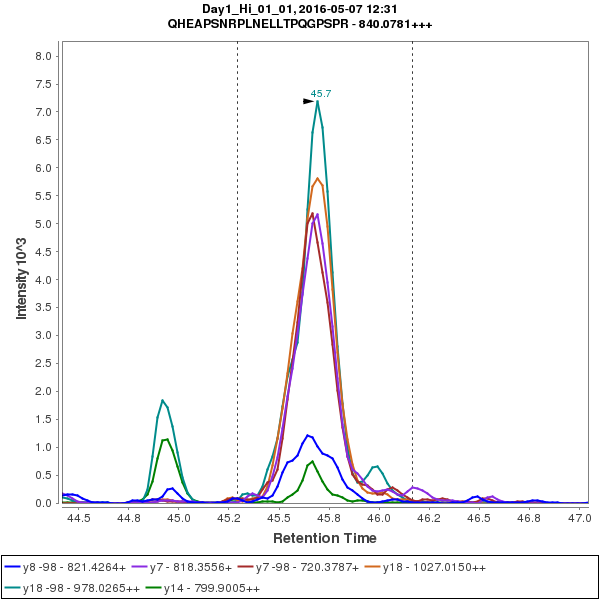 Day1_Hi_01_01, 2016-05-07 12:31
QHEAPSNRPLNELLTPQGPSPR - 840.0781+++
45.7
Intensity 10^3
8.0
7.5
7.0
6.5
6.0
5.5
5.0
4.5
4.0
3.5
3.0
2.5
2.0
1.5
1.0
0.5
0.0
44.5 44.8 45.0 45.2 45.5 45.8 46.0 46.2 46.5 46.8 47.0
Retention Time
y8 -98 - 821.4264+ y7 - 818.3556+ y7 -98 - 720.3787+ y18 - 1027.0150++
y18 -98 - 978.0265++ y14 - 799.9005++